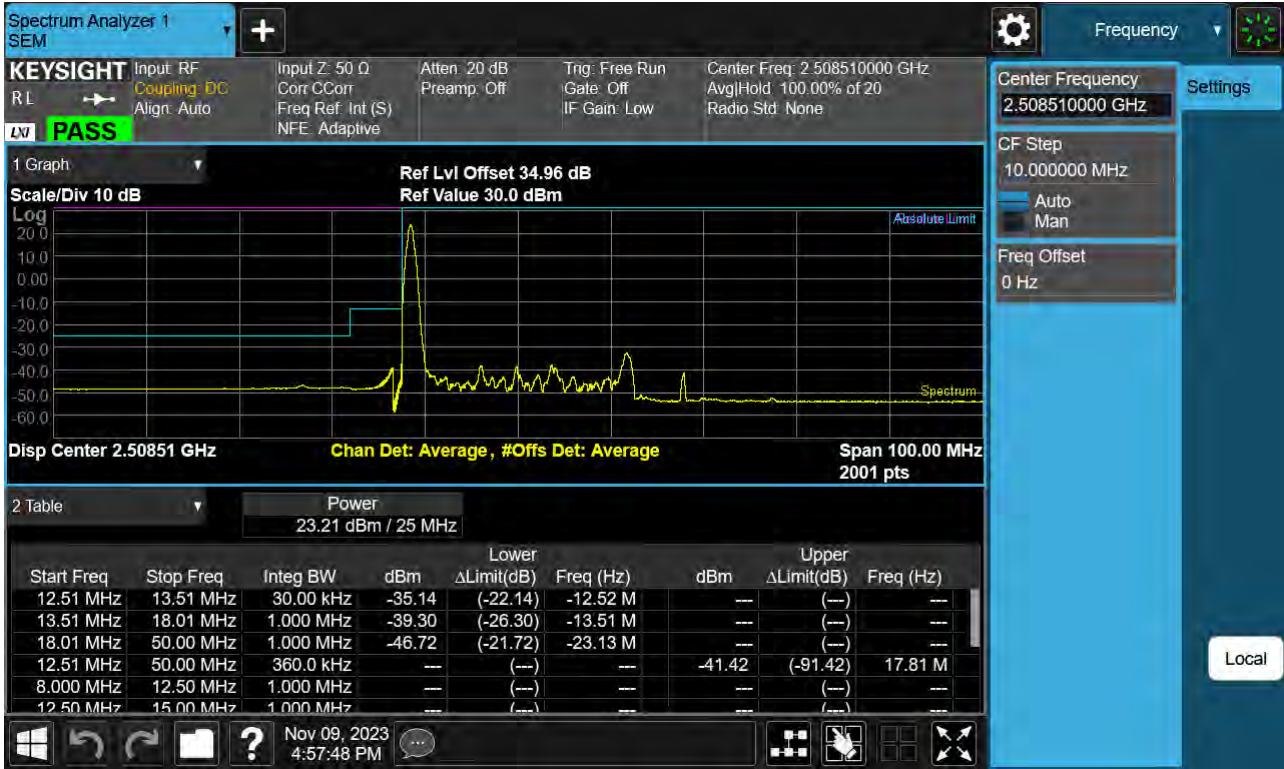 Spectrum Analyzer 1
SEM
Frequency
KEYSIGHT
R L
LXI
PASS
Input: RF
Coupling: DC
Align: Auto
Input Z: 50 Ω
Corr CCorr
Freq Ref: Int (S)
NFE: Adaptive
Atten: 20 dB
Preamp: Off
Trig: Free Run
Gate: Off
IF Gain: Low
Center Freq: 2.508510000 GHz
Avg|Hold: 100.00% of 20
Radio Std: None
Center Frequency
2.508510000 GHz
Settings
CF Step
10.000000 MHz
Auto
Man
Freq Offset
0 Hz
1 Graph
Scale/Div 10 dB
Ref Lvl Offset 34.96 dB
Ref Value 30.0 dBm
Log
Absolute Limit
20.0
10.0
0.00
-10.0
-20.0
-30.0
-40.0
-50.0
-60.0
Spectrum
Disp Center 2.50851 GHz
Chan Det: Average, #Offs Det: Average
Span 100.00 MHz
2001 pts
2 Table
Power
23.21 dBm / 25 MHz
Lower Upper
Start Freq Stop Freq Integ BW dBm ΔLimit(dB) Freq (Hz) dBm ΔLimit(dB) Freq (Hz)
12.51 MHz 13.51 MHz 30.00 kHz -35.14 (-22.14) -12.52 M --- (---) ---
13.51 MHz 18.01 MHz 1.000 MHz -39.30 (-26.30) -13.51 M --- (---) ---
18.01 MHz 50.00 MHz 1.000 MHz -46.72 (-21.72) -23.13 M --- (---) ---
12.51 MHz 50.00 MHz 360.0 kHz --- (---) --- -41.42 (-91.42) 17.81 M
8.000 MHz 12.50 MHz 1.000 MHz --- (---) --- --- (---) ---
12.50 MHz 15.00 MHz 1.000 MHz --- (---) --- --- (---) ---
Local
?
Nov 09, 2023
4:57:48 PM